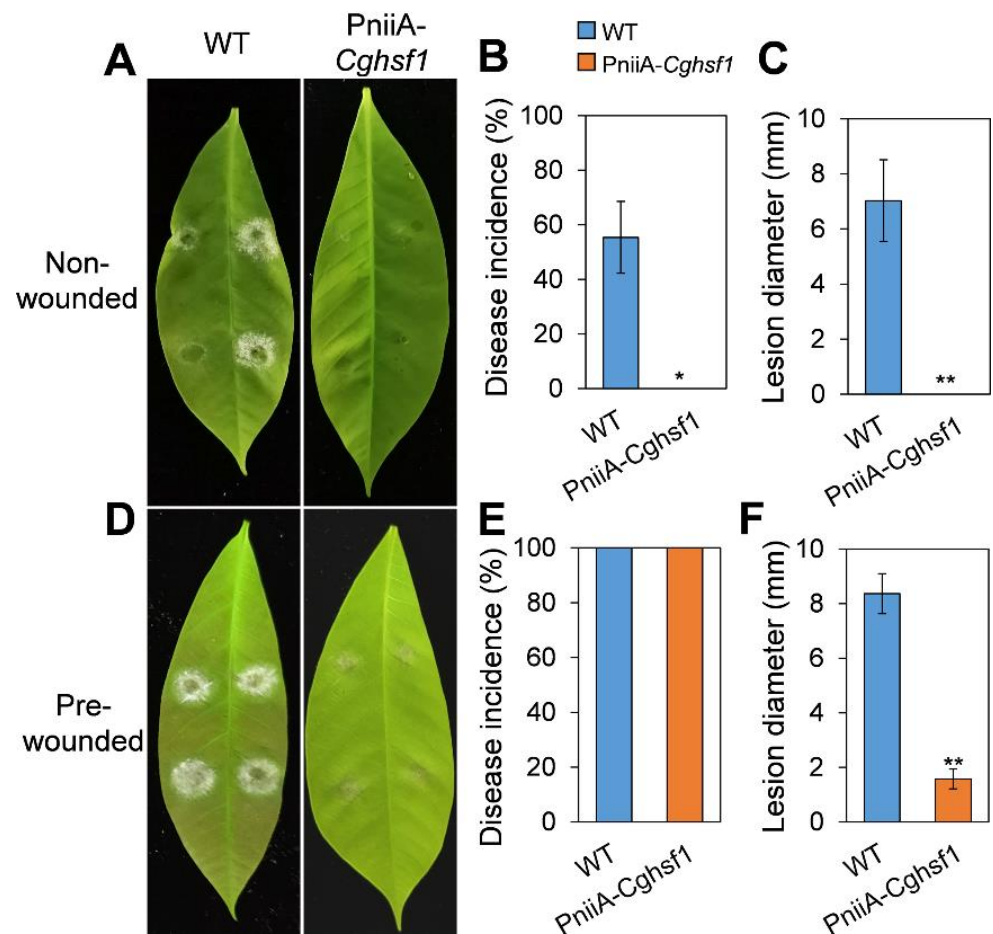 WT
PniiA-
Cghsf1
A
Non-
wounded
D
Pre-
wounded
WT
PniiA-Cghsf1
B
Disease incidence (%)
100
80
60
40
20
0
*
WT
PniiA-Cghsf1
C
Lesion diameter (mm)
10
8
6
4
2
0
**
WT
PniiA-Cghsf1
E
Disease incidence (%)
100
80
60
40
20
0
WT
PniiA-Cghsf1
F
Lesion diameter (mm)
10
8
6
4
2
0
**
WT
PniiA-Cghsf1